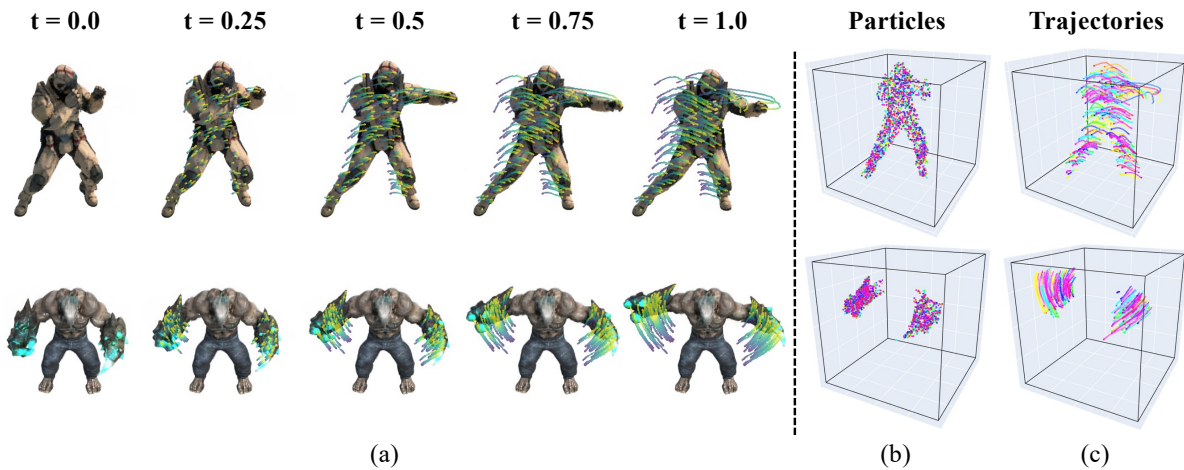 t = 0.0 t = 0.25 t = 0.5 t = 0.75 t = 1.0 Particles Trajectories
(a) (b) (c)